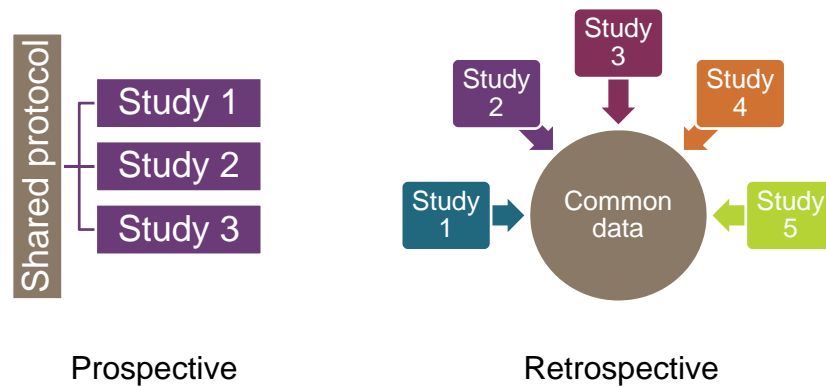 Shared protocol
Study 1
Study 2
Study 3
Prospective
Study
1
Study
2
Study
3
Study
4
Study
5
Common
data
Retrospective